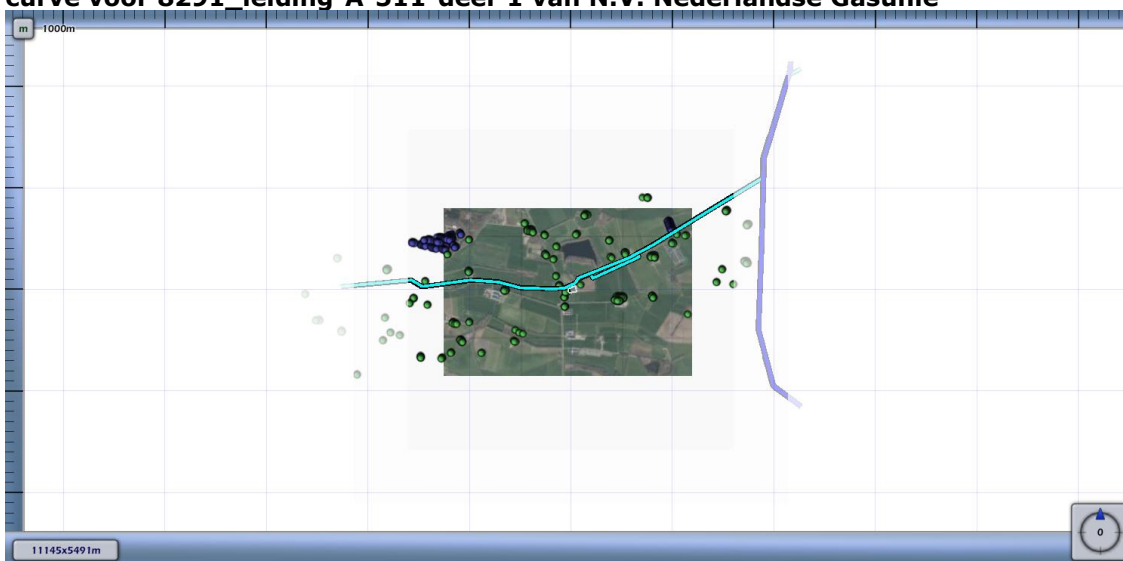 curve voor 8291_leiding-A-511-deel 1 van N.V. Nederlandse Gasunie
m 1000m
0
11145x5491m